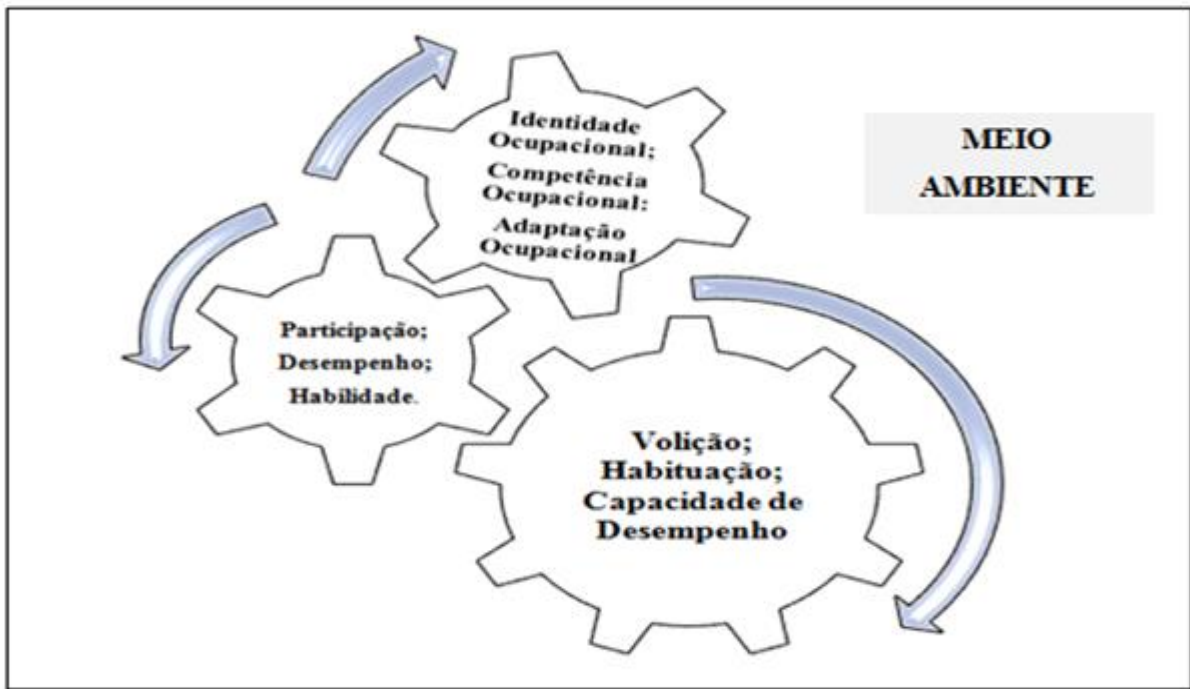 Identidade
Ocupacional;
Competência
Ocupacional:
Adaptação
Ocupacional
MEIO
AMBIENTE
Participação;
Desempenho;
Habilidade.
Volição;
Habituação;
Capacidade de
Desempenho